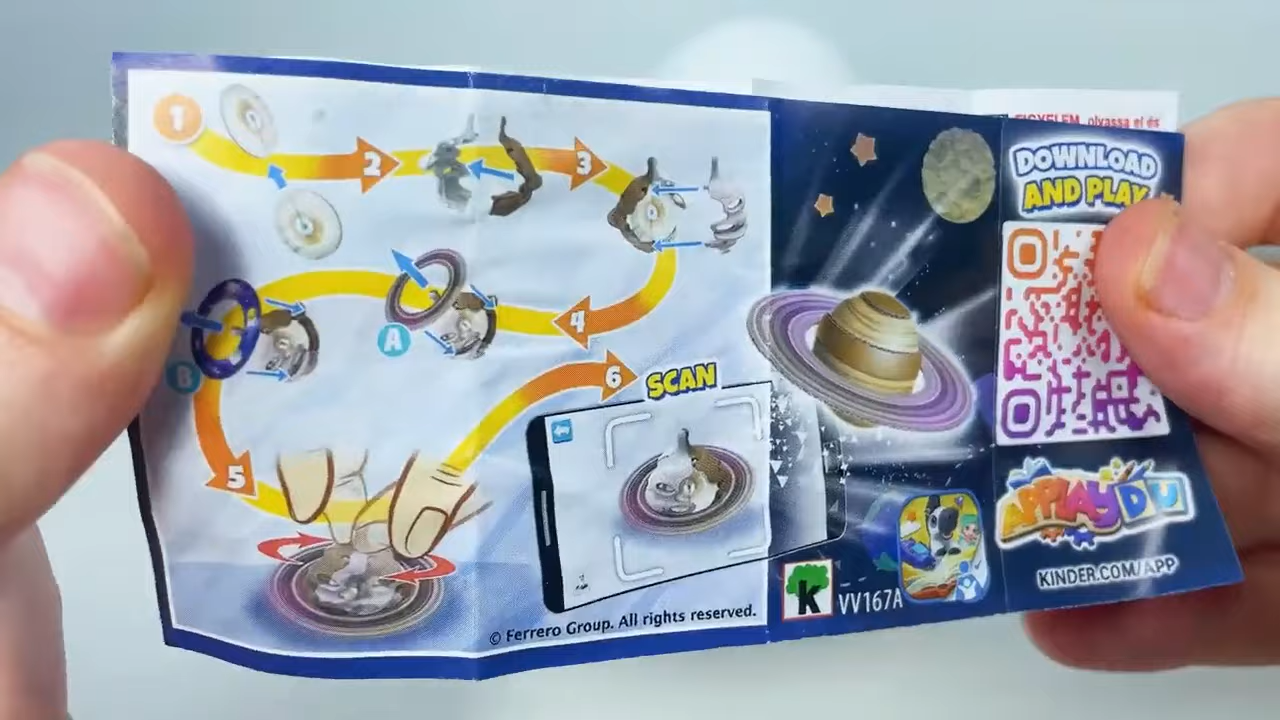 1
2
3
4
A
B
5
6
SCAN
© Ferrero Group. All rights reserved.
K
VV167A
FIGYELEM, olvassa el és
DOWNLOAD
AND PLAY
APPLAYDU
KINDER.COM/APP